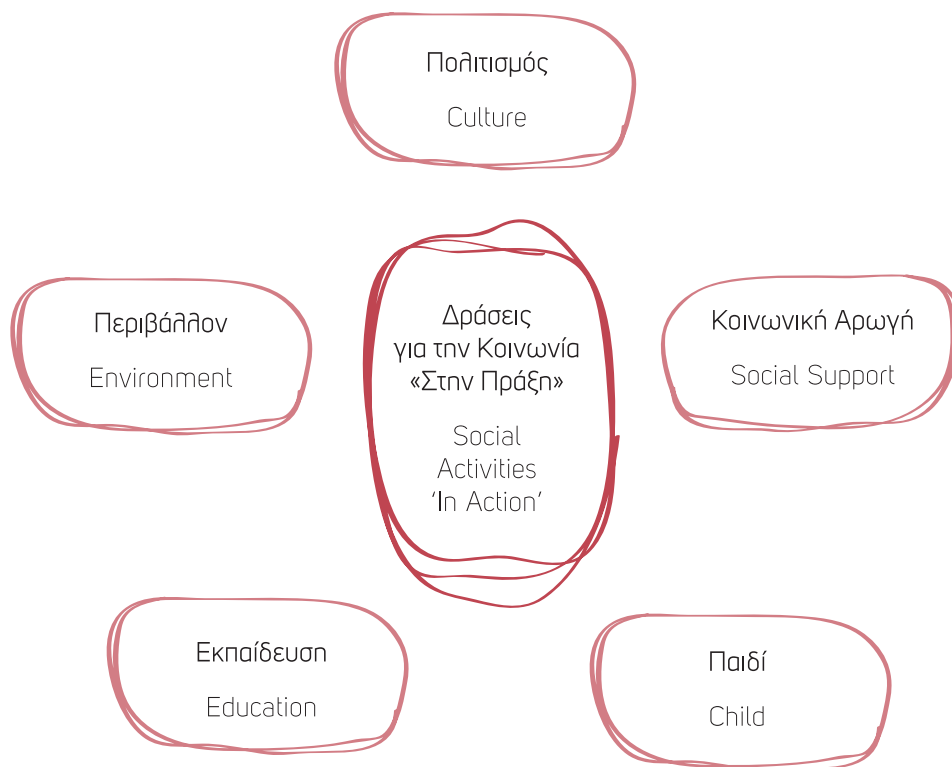 Πολιτισμός
Culture
Περιβάλλον
Environment
Δράσεις
για την Κοινωνία
«Στην Πράξη»
Social
Activities
'In Action'
Κοινωνική Αρωγή
Social Support
Εκπαίδευση
Education
Παιδί
Child